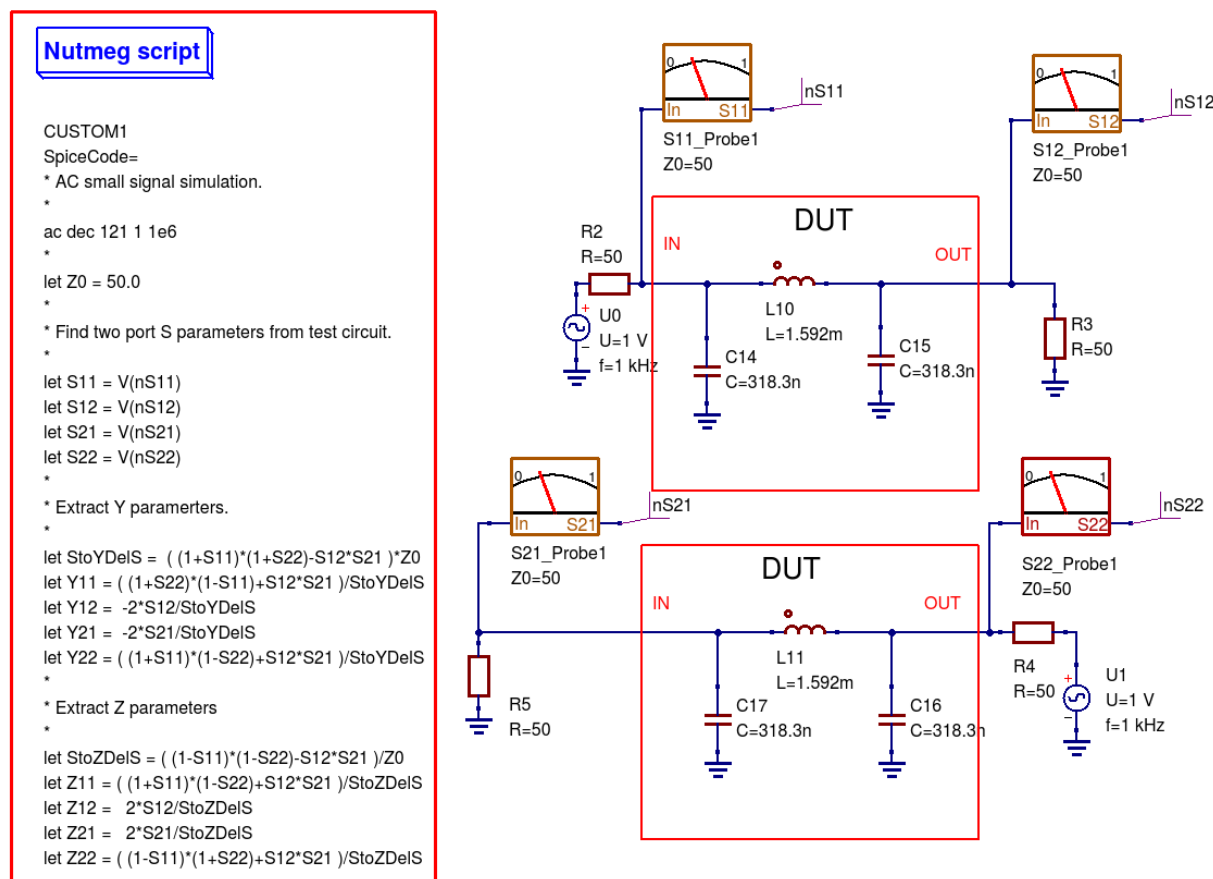 Nutmeg script
CUSTOM1
SpiceCode=
* AC small signal simulation.
*
ac dec 121 1 1e6
*
let Z0 = 50.0
*
* Find two port S parameters from test circuit.
*
let S11 = V(nS11)
let S12 = V(nS12)
let S21 = V(nS21)
let S22 = V(nS22)
*
* Extract Y paramerters.
*
let StoYDelS = ( (1+S11)*(1+S22)-S12*S21 )*Z0
let Y11 = ( (1+S22)*(1-S11)+S12*S21 )/StoYDelS
let Y12 = -2*S12/StoYDelS
let Y21 = -2*S21/StoYDelS
let Y22 = ( (1+S11)*(1-S22)+S12*S21 )/StoYDelS
*
* Extract Z parameters
*
let StoZDelS = ( (1-S11)*(1-S22)-S12*S21 )/Z0
let Z11 = ( (1+S11)*(1-S22)+S12*S21 )/StoZDelS
let Z12 = 2*S12/StoZDelS
let Z21 = 2*S21/StoZDelS
let Z22 = ( (1-S11)*(1+S22)+S12*S21 )/StoZDelS
0 1
In S11
nS11
S11_Probe1
Z0=50
0 1
In S12
nS12
S12_Probe1
Z0=50
DUT
IN
OUT
R2
R=50
+
U0
U=1 V
−
f=1 kHz
L10
L=1.592m
C14
C=318.3n
C15
C=318.3n
R3
R=50
0 1
In S21
nS21
S21_Probe1
Z0=50
0 1
In S22
nS22
S22_Probe1
Z0=50
DUT
IN
OUT
L11
L=1.592m
R5
R=50
C17
C=318.3n
C16
C=318.3n
R4
R=50
+
U1
U=1 V
−
f=1 kHz